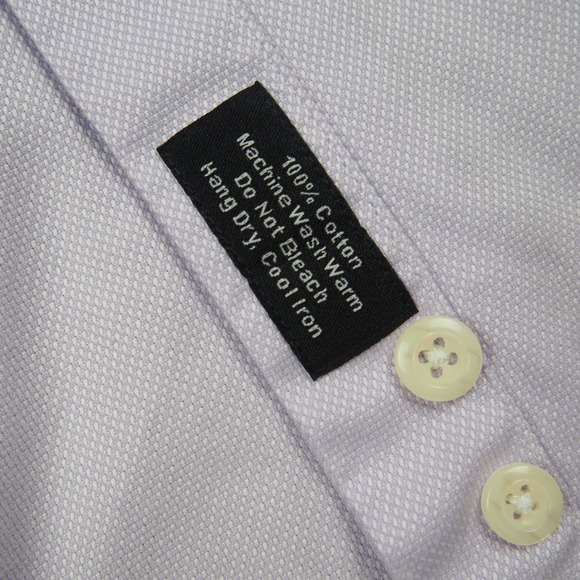 100% Cotton
Machine Wash Warm
Do Not Bleach
Hang Dry, Cool Iron